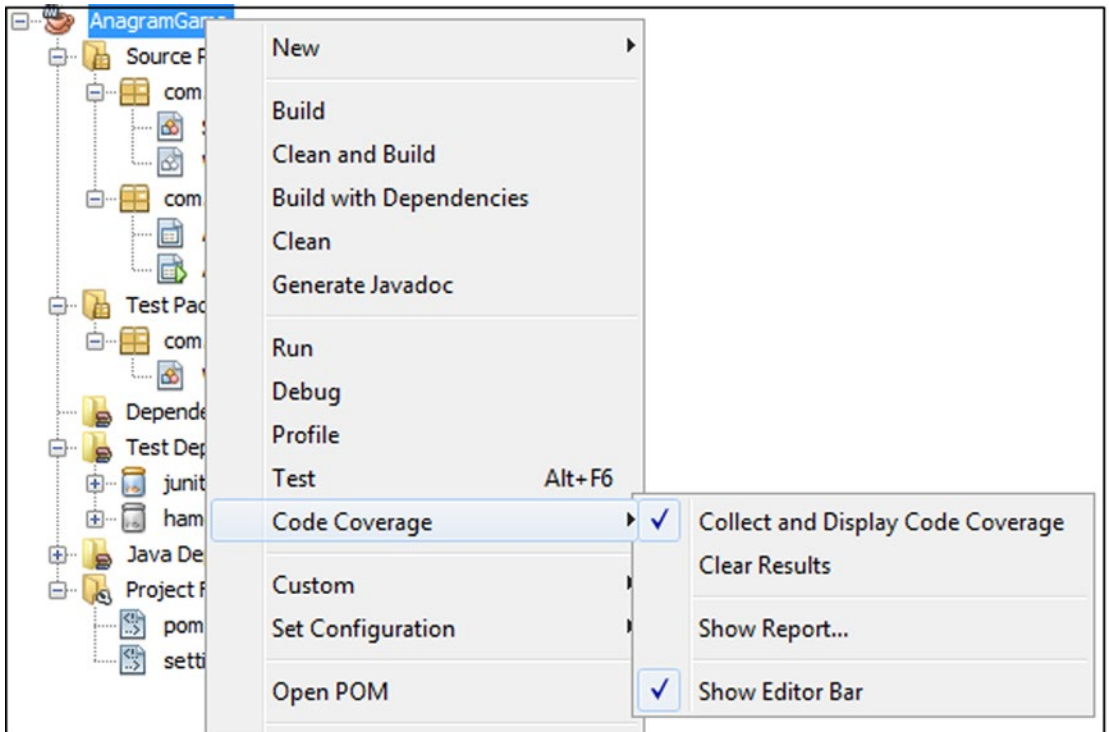 AnagramGame
Source P
com
com
Test Pac
com
Depende
Test Dep
junit
ham
Java De
Project F
pom
setti
New
Build
Clean and Build
Build with Dependencies
Clean
Generate Javadoc
Run
Debug
Profile
Test Alt+F6
Code Coverage
Custom
Set Configuration
Open POM
Collect and Display Code Coverage
Clear Results
Show Report...
Show Editor Bar